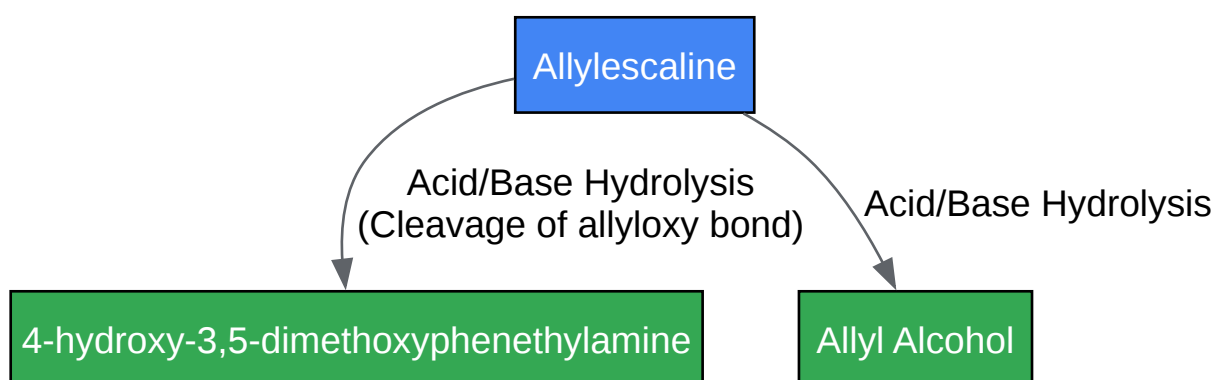 Allylescaline
Acid/Base Hydrolysis
(Cleavage of allyloxy bond)
Acid/Base Hydrolysis
4-hydroxy-3,5-dimethoxyphenethylamine
Allyl Alcohol